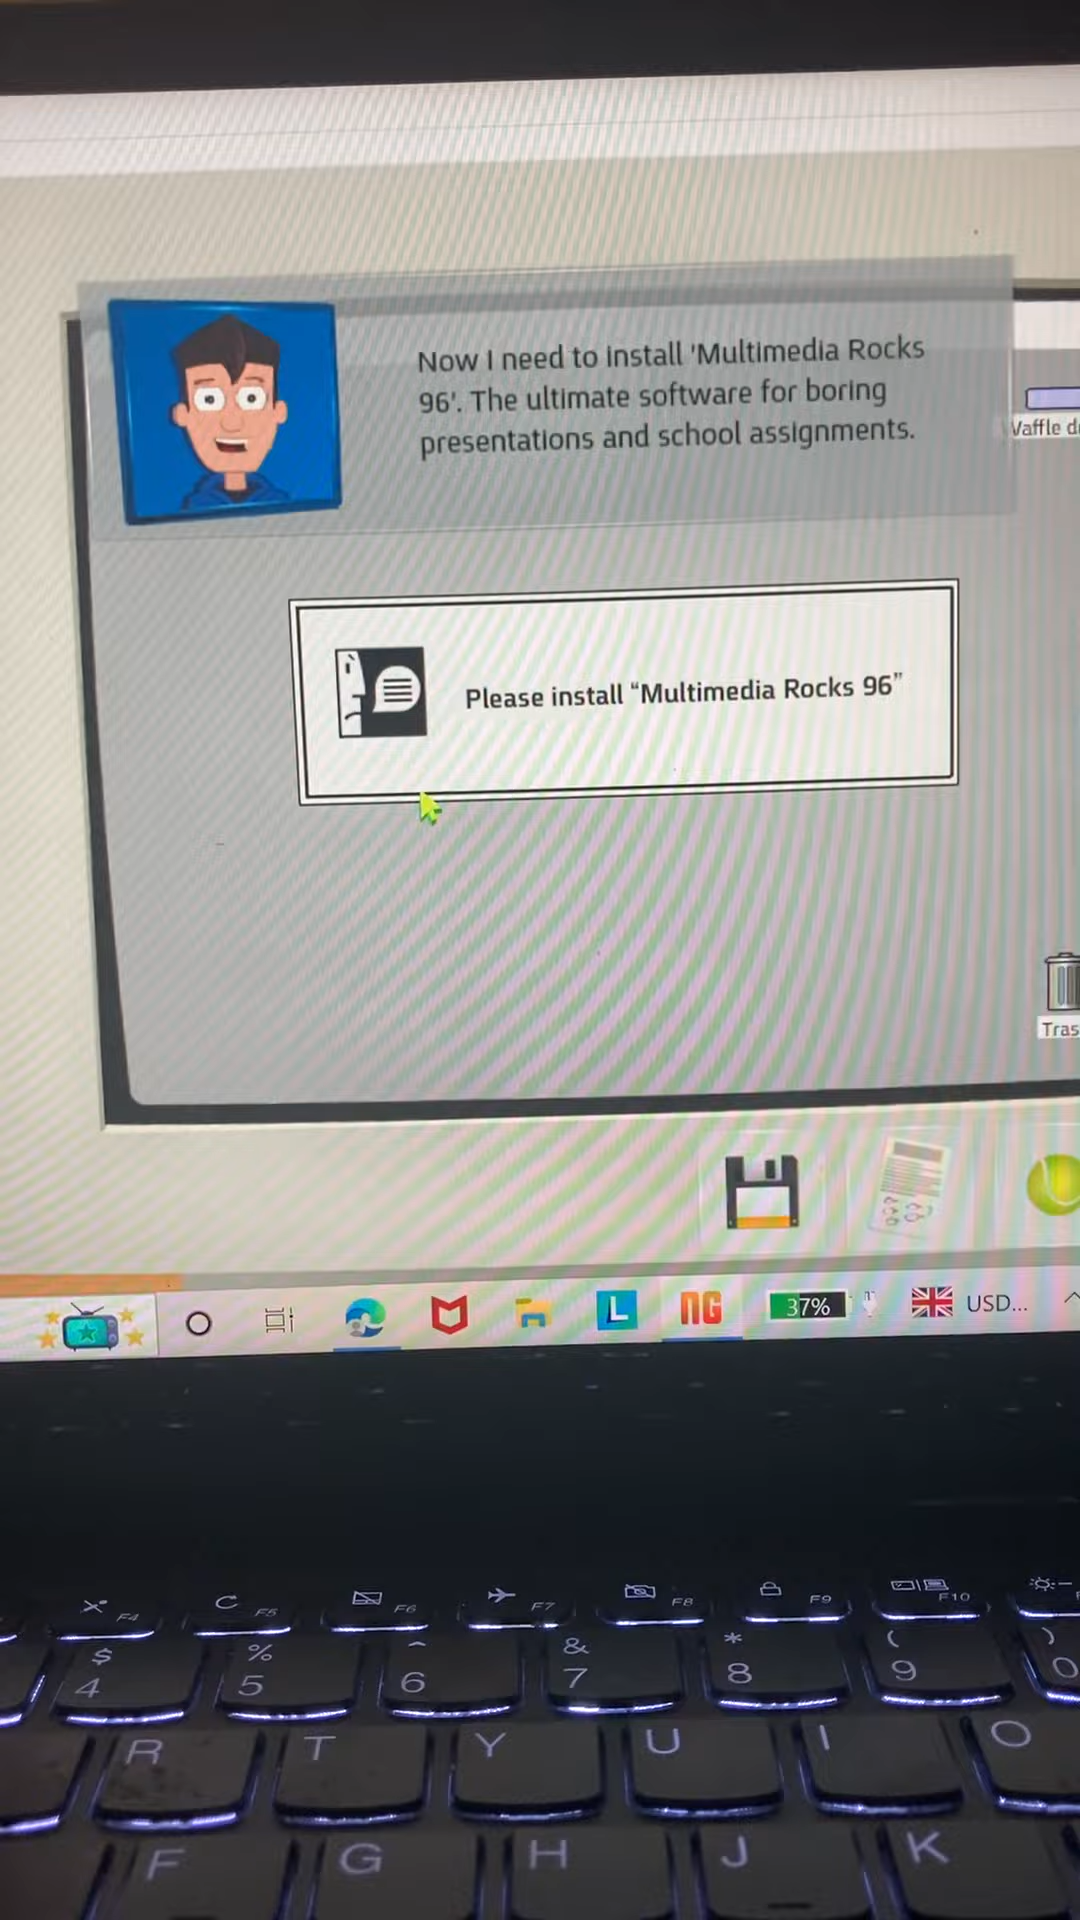 Now I need to install 'Multimedia Rocks
96'. The ultimate software for boring
presentations and school assignments.
Vaffle d
Please install “Multimedia Rocks 96”
Tras
L
NG
37%
USD...
F4
F5
F6
F7
F8
F9
F10
$ % ^ & * ( )
4 5 6 7 8 9 0
R T Y U I O
F G H J K